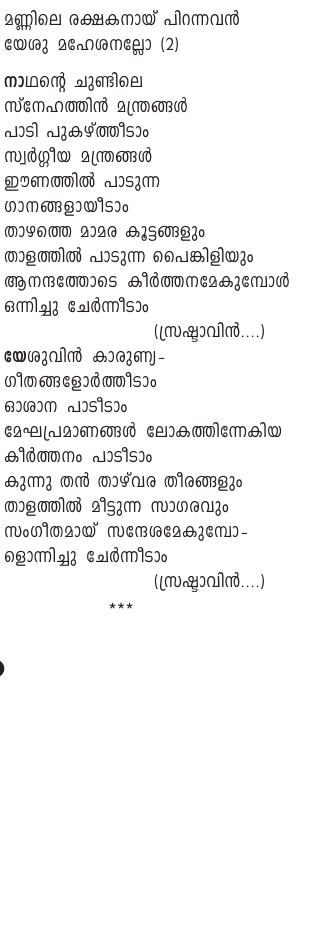 മണ്ണിലെ രക്ഷകനായ് പിറന്നവൻ
യേശു മഹേശനല്ലോ (2)
നാഥന്റെ ചുണ്ടിലെ
സ്നേഹത്തിൻ മന്ത്രങ്ങൾ
പാടി പുകഴ്ത്തീടാം
സ്വർഗ്ഗീയ മന്ത്രങ്ങൾ
ഈണത്തിൽ പാടുന്ന
ഗാനങ്ങളായീടാം
താഴത്തെ മാമര കൂട്ടങ്ങളും
താളത്തിൽ പാടുന്ന പൈങ്കിളിയും
ആനന്ദത്തോടെ കീർത്തനമേകുമ്പോൾ
ഒന്നിച്ചു ചേർന്നീടാം
(സ്രഷ്ടാവിൻ....)
യേശുവിൻ കാരുണ്യ-
ഗീതങ്ങളോർത്തീടാം
ഓശാന പാടീടാം
മേഘപ്രമാണങ്ങൾ ലോകത്തിന്നേകിയ
കീർത്തനം പാടീടാം
കുന്നു തൻ താഴ്‌വര തീരങ്ങളും
താളത്തിൽ മീട്ടുന്ന സാഗരവും
സംഗീതമായ് സന്ദേശമേകുമ്പോ-
ളൊന്നിച്ചു ചേർന്നീടാം
(സ്രഷ്ടാവിൻ....)
***